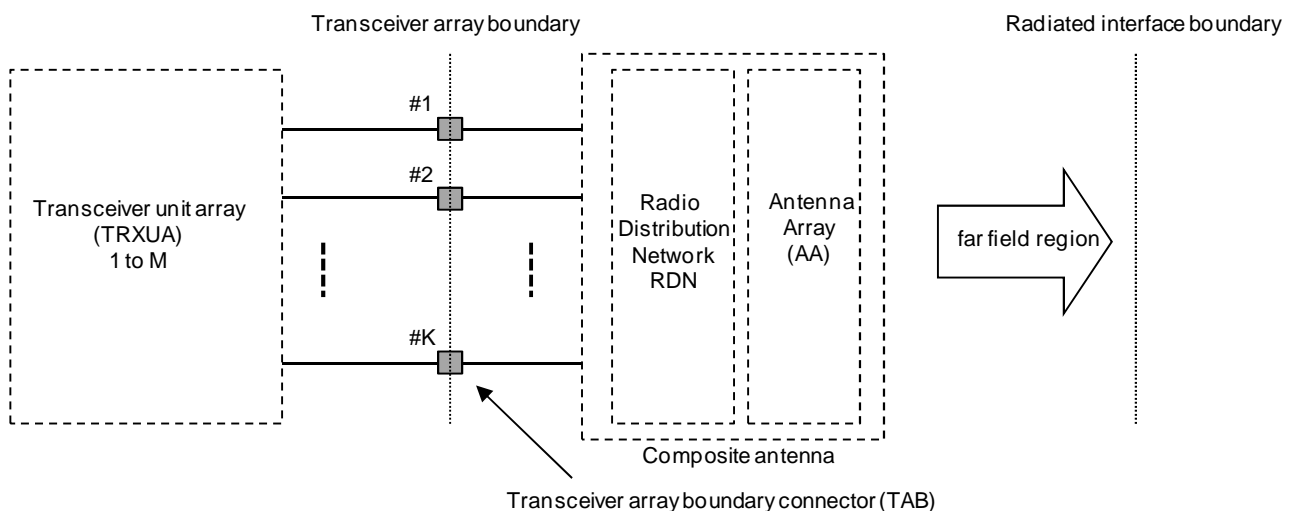 Transceiver array boundary
Radiated interface boundary
#1
#2
#K
Transceiver unit array
(TRXUA)
1 to M
Radio
Distribution
Network
RDN
Antenna
Array
(AA)
far field region
Composite antenna
Transceiver array boundary connector (TAB)